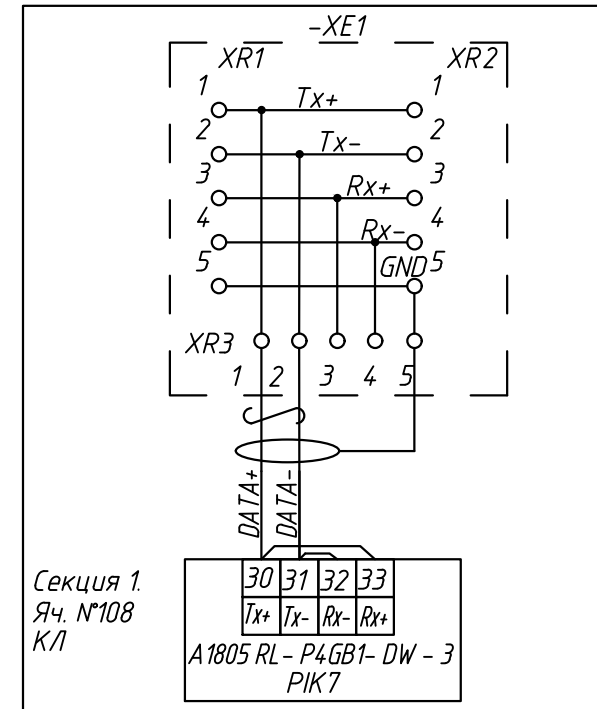 -XE1
XR1 XR2
1 Tx+ 1
2 Tx- 2
3 Rx+ 3
4 Rx- 4
5 GND 5
XR3
1 2 3 4 5
DATA+ DATA-
30 31 32 33
Tx+ Tx- Rx- Rx+
A1805 RL - P4GB1- DW - 3
PIK7
Секция 1.
Яч. №108
КЛ